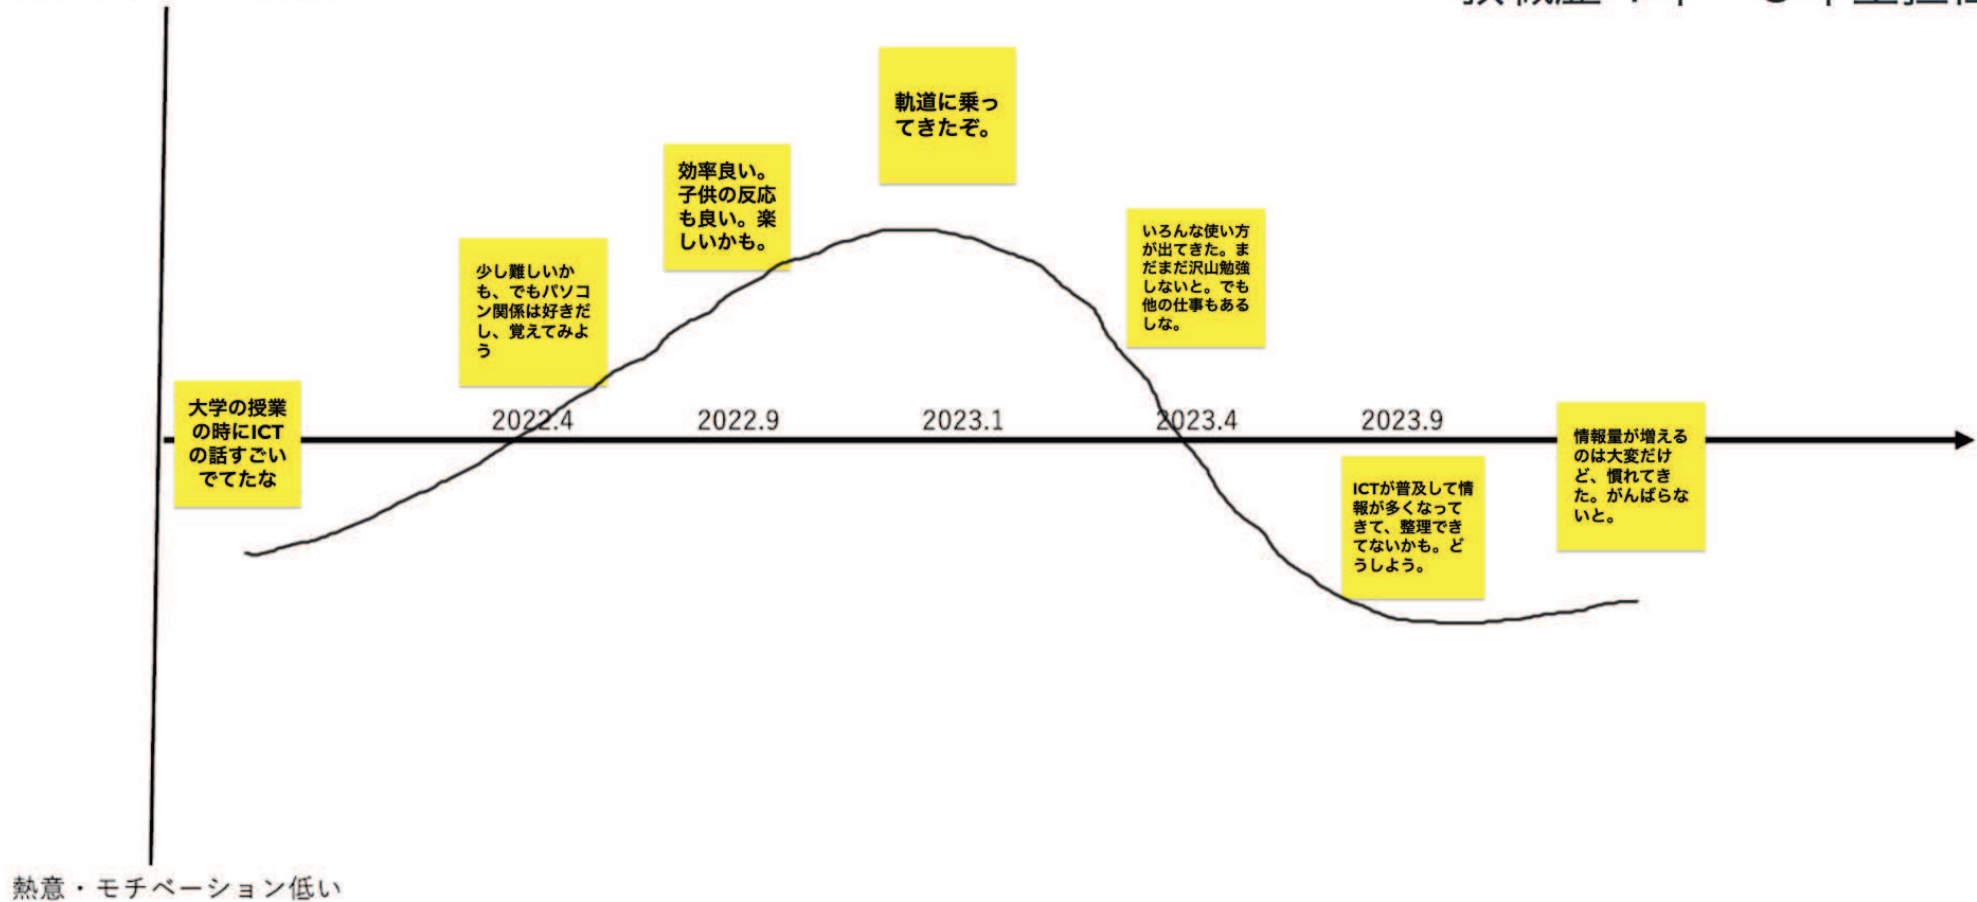 軌道に乗っ
てきたぞ。
効率良い。
子供の反応
も良い。楽
しいかも。
いろんな使い方
が出てきた。ま
だまだ沢山勉強
しないと。でも
他の仕事もある
しな。
少し難しいか
も、でもパソコ
ン関係は好きだ
し、覚えてみよ
う
大学の授業
の時にICT
の話すごい
でてたな
2022.4
2022.9
2023.1
2023.4
2023.9
情報量が増える
のは大変だけ
ど、慣れてき
た。がんばらな
いと。
ICTが普及して情
報が多くなって
きて、整理でき
てないかも。ど
うしよう。
熱意・モチベーション低い